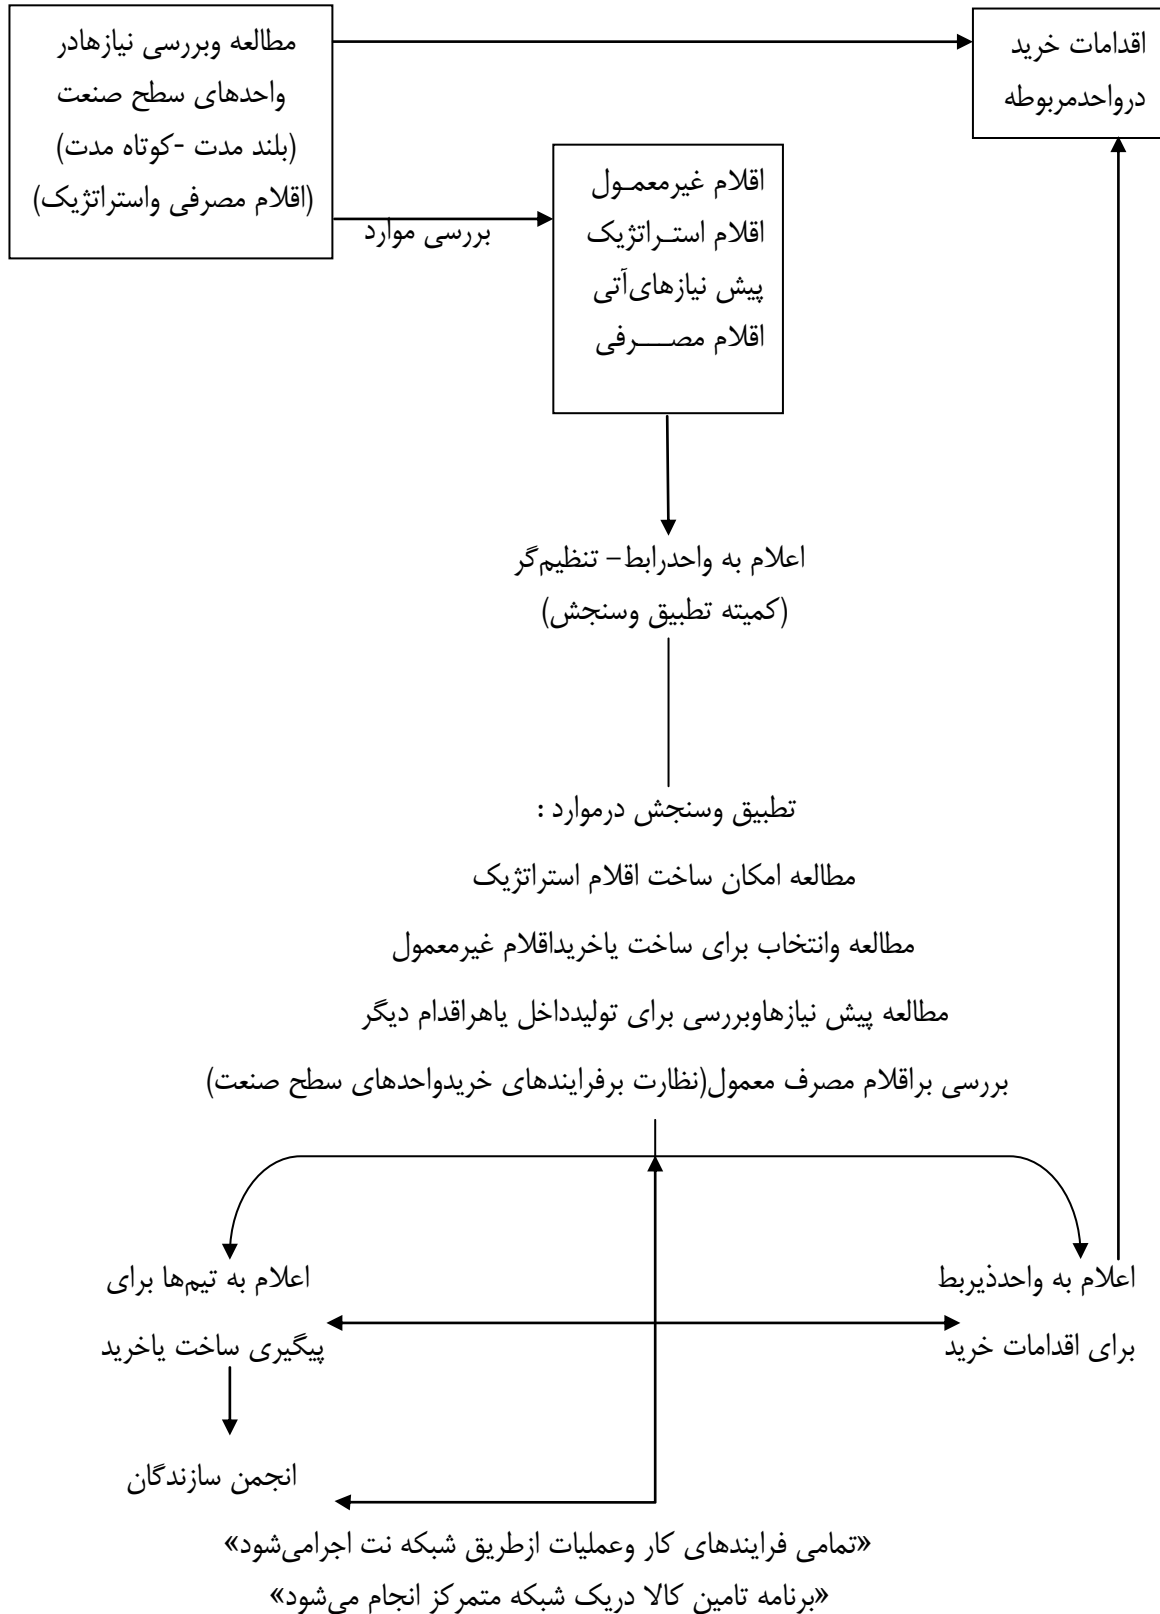 مطالعه وبررسی نیازهادر
واحدهای سطح صنعت
(بلند مدت -کوتاه مدت)
(اقلام مصرفی واستراتژیک)
اقدامات خرید
درواحدمربوطه
بررسی موارد
اقلام غیرمعمـول
اقلام استـراتژیک
پیش نیازهای‌آتی
اقلام مصـــرفی
اعلام به واحدرابط– تنظیم‌گر
(کمیته تطبیق وسنجش)
تطبیق وسنجش درموارد :
مطالعه امکان ساخت اقلام استراتژیک
مطالعه وانتخاب برای ساخت یاخریداقلام غیرمعمول
مطالعه پیش نیازهاوبررسی برای تولیدداخل یاهراقدام دیگر
بررسی براقلام مصرف معمول(نظارت برفرایندهای خریدواحدهای سطح صنعت)
اعلام به واحدذیربط
برای اقدامات خرید
اعلام به تیم‌ها برای
پیگیری ساخت یاخرید
انجمن سازندگان
«تمامی فرایندهای کار وعملیات ازطریق شبکه نت اجرامی‌شود»
«برنامه تامین کالا دریک شبکه متمرکز انجام می‌شود»